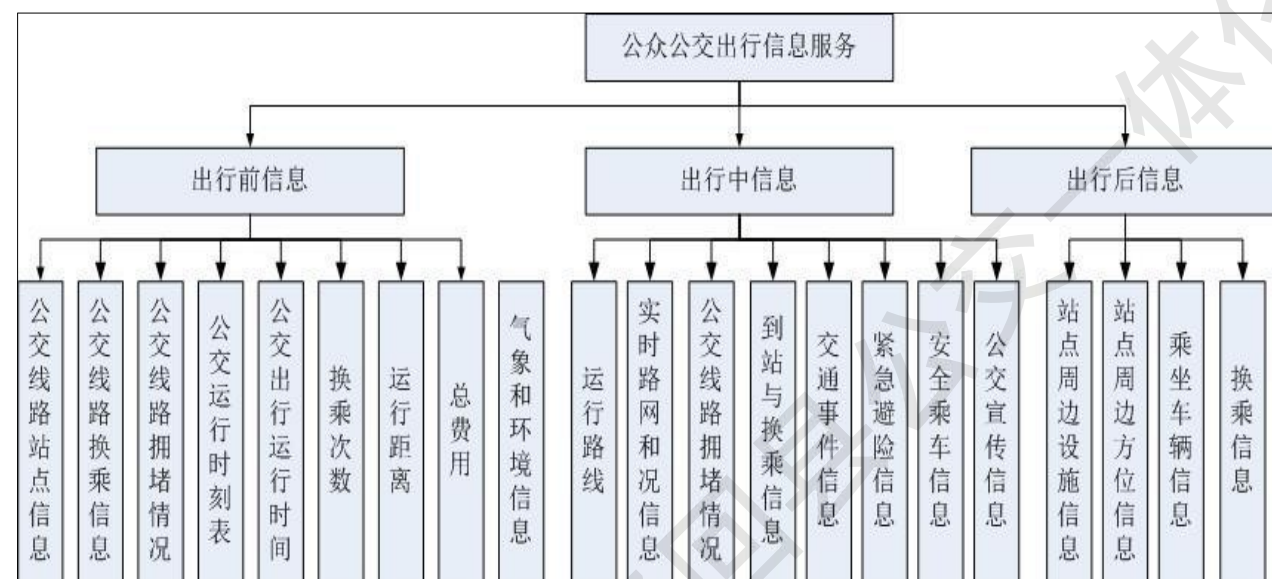 公众公交出行信息服务
出行前信息
出行中信息
出行后信息
公交线路站点信息
公交线路换乘信息
公交线路拥堵情况
公交运行时刻表
公交出行运行时间
换乘次数
运行距离
总费用
气象和环境信息
运行路线
实时路网和况信息
公交线路拥堵情况
到站与换乘信息
交通事件信息
紧急避险信息
安全乘车信息
公交宣传信息
站点周边设施信息
站点周边方位信息
乘坐车辆信息
换乘信息
回县公交一体化